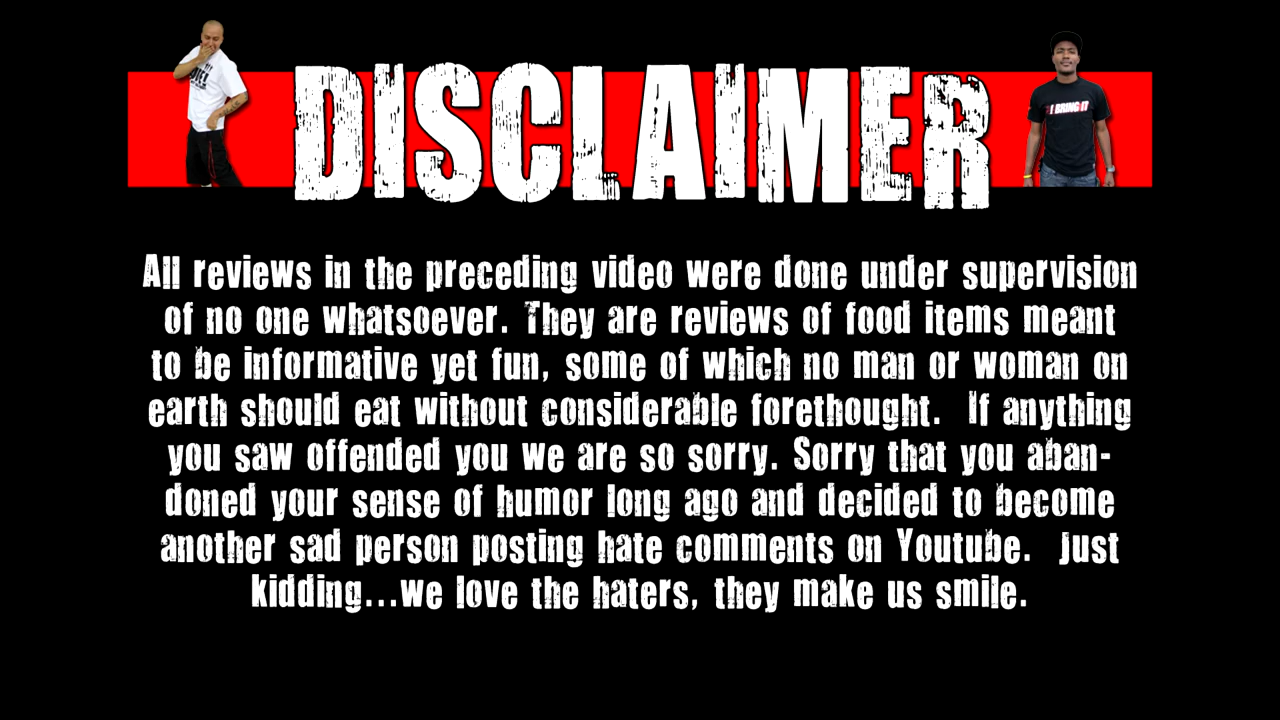 DISCLAIMER
I BRING IT
All reviews in the preceding video were done under supervision
of no one whatsoever. They are reviews of food items meant
to be informative yet fun, some of which no man or woman on
earth should eat without considerable forethought. If anything
you saw offended you we are so sorry. Sorry that you aban-
doned your sense of humor long ago and decided to become
another sad person posting hate comments on Youtube. Just
kidding...we love the haters, they make us smile.